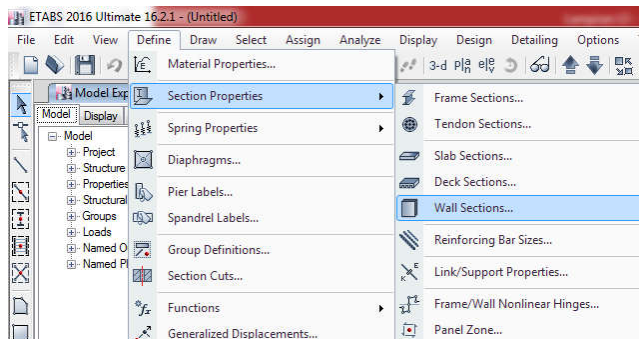 ETABS 2016 Ultimate 16.2.1 - (Untitled)
File Edit View Define Draw Select Assign Analyze Display Design Detailing Options
Material Properties...
3-d
Model Exp
Section Properties
Frame Sections...
Model Display
Tendon Sections...
Model
Spring Properties
Project
Slab Sections...
Structure
Diaphragms...
Properties
Deck Sections...
Structural
Pier Labels...
Groups
Wall Sections...
Loads
Spandrel Labels...
Named O
Reinforcing Bar Sizes...
Named Pl
Group Definitions...
Link/Support Properties...
Section Cuts...
Functions
Frame/Wall Nonlinear Hinges...
Generalized Displacements...
Panel Zone...